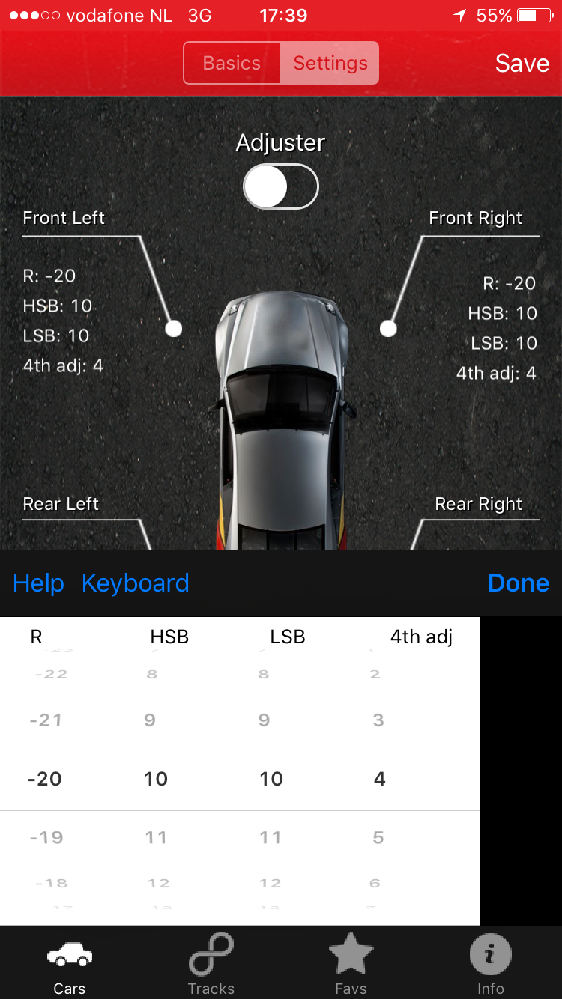 vodafone NL 3G 17:39 55%
Basics Settings Save
Adjuster
Front Left Front Right
R: -20 R: -20
HSB: 10 HSB: 10
LSB: 10 LSB: 10
4th adj: 4 4th adj: 4
Rear Left Rear Right
Help Keyboard Done
R HSB LSB 4th adj
-22 8 8 2
-21 9 9 3
-20 10 10 4
-19 11 11 5
-18 12 12 6
Cars Tracks Favs Info